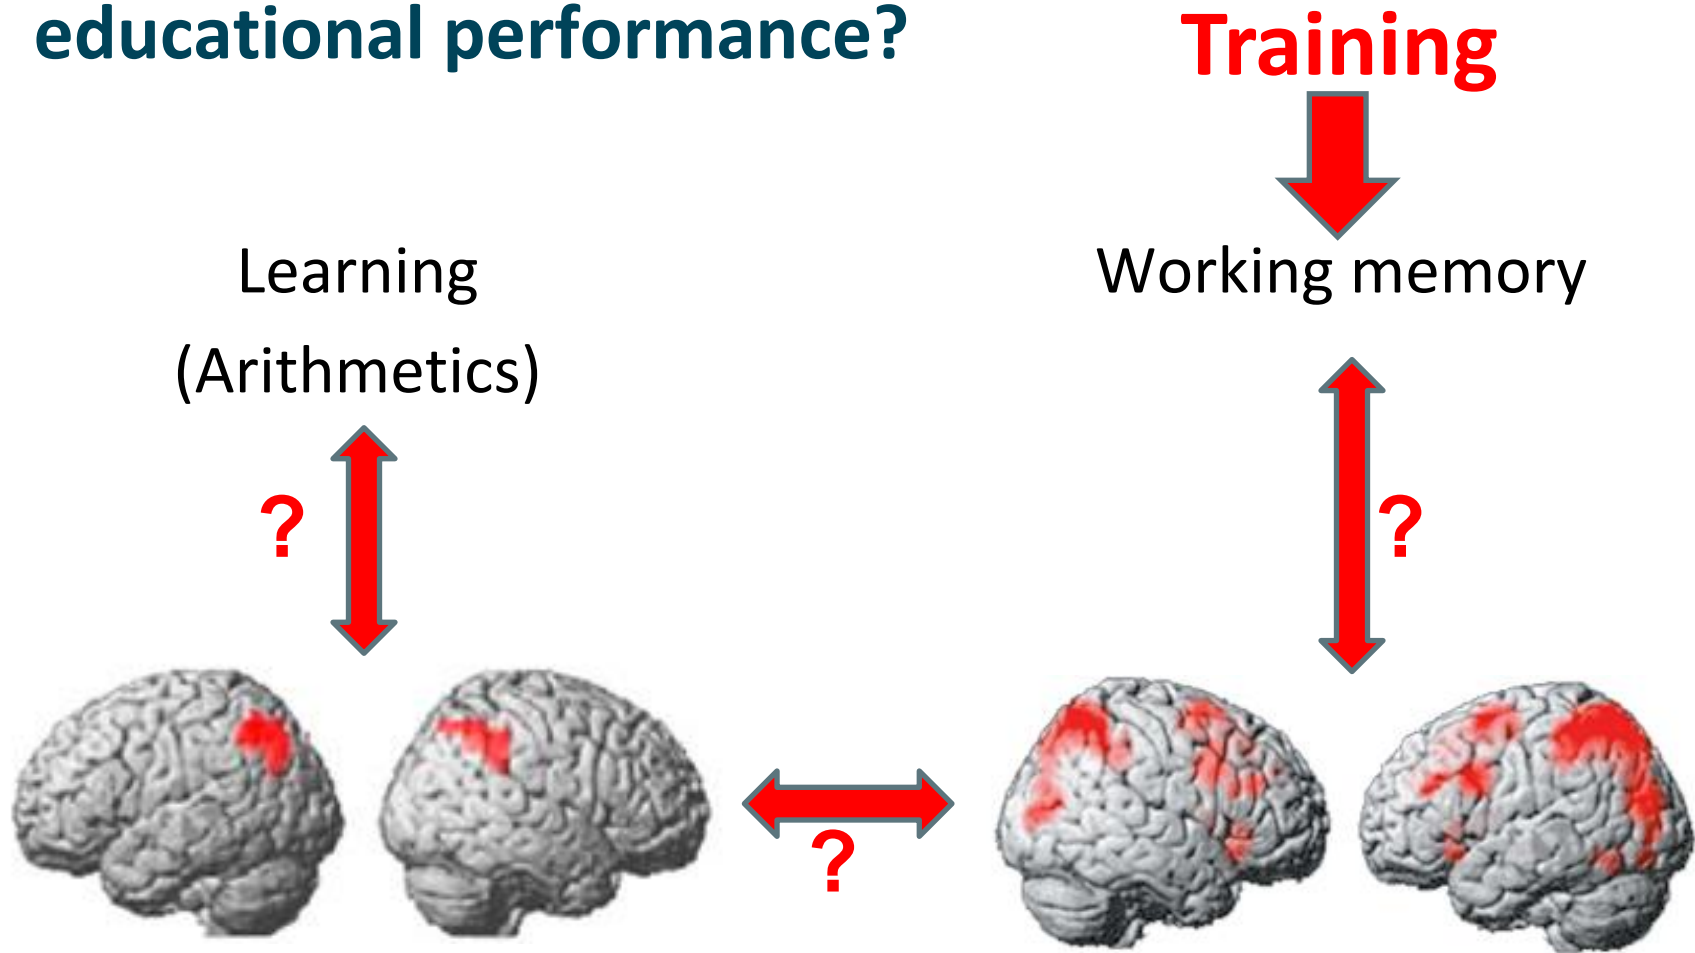 educational performance?
Training
Learning
(Arithmetics)
Working memory
?
?
?